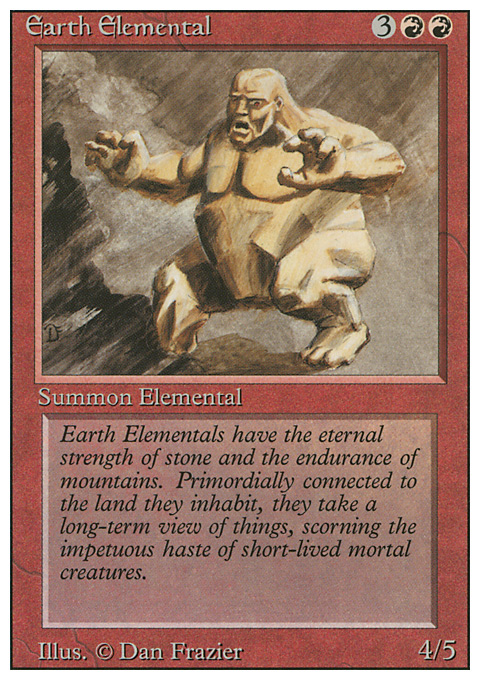 Earth Elemental 3
Summon Elemental
Earth Elementals have the eternal
strength of stone and the endurance of
mountains. Primordially connected to
the land they inhabit, they take a
long-term view of things, scorning the
impetuous haste of short-lived mortal
creatures.
Illus. © Dan Frazier 4/5